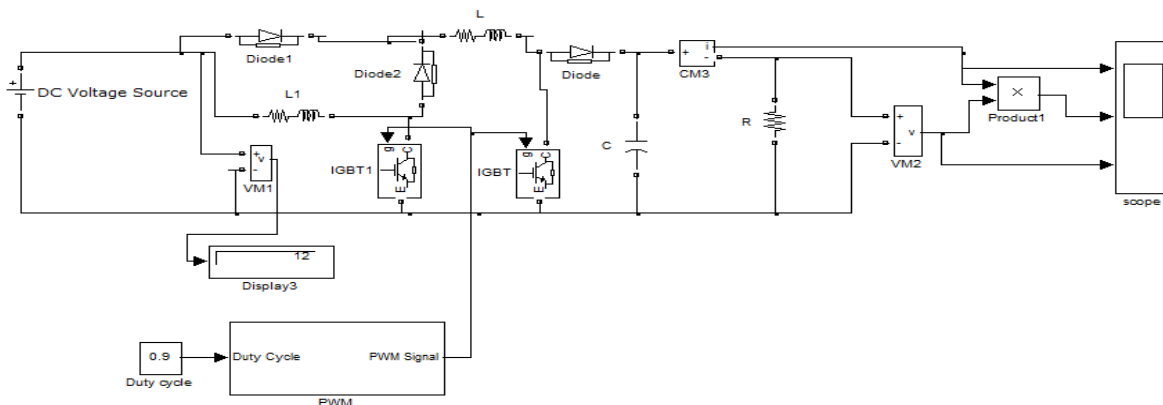 L
Diode1
Diode
i
+
-
CM3
Diode2
+
DC Voltage Source
L1
X
Product1
R
C
+
-
v
VM2
scope
g
C
E
IGBT1
g
C
E
IGBT
+
-
v
VM1
12
Display3
0.9
Duty cycle
Duty Cycle
PWM Signal
PWM